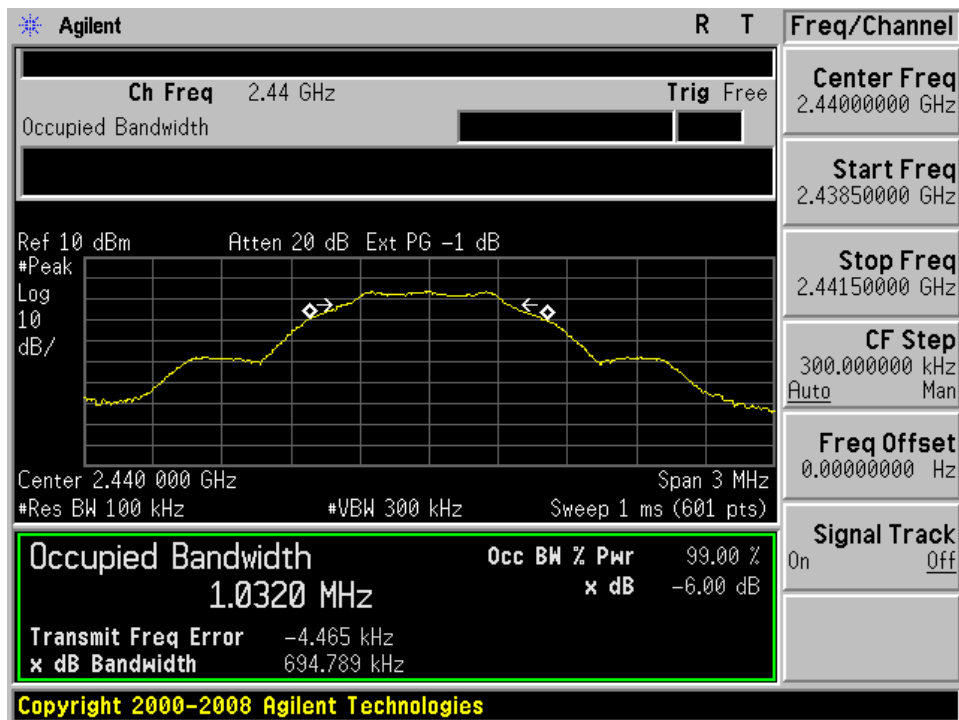 Agilent R T
Freq/Channel
Ch Freq 2.44 GHz Trig Free
Occupied Bandwidth
Center Freq
2.44000000 GHz
Start Freq
2.43850000 GHz
Stop Freq
2.44150000 GHz
CF Step
300.000000 kHz
Auto Man
Freq Offset
0.00000000 Hz
Signal Track
On Off
Ref 10 dBm Atten 20 dB Ext PG -1 dB
#Peak
Log
10
dB/
Center 2.440 000 GHz Span 3 MHz
#Res BW 100 kHz #VBW 300 kHz Sweep 1 ms (601 pts)
Occupied Bandwidth Occ BW % Pwr 99.00 %
1.0320 MHz x dB -6.00 dB
Transmit Freq Error -4.465 kHz
x dB Bandwidth 694.789 kHz
Copyright 2000-2008 Agilent Technologies